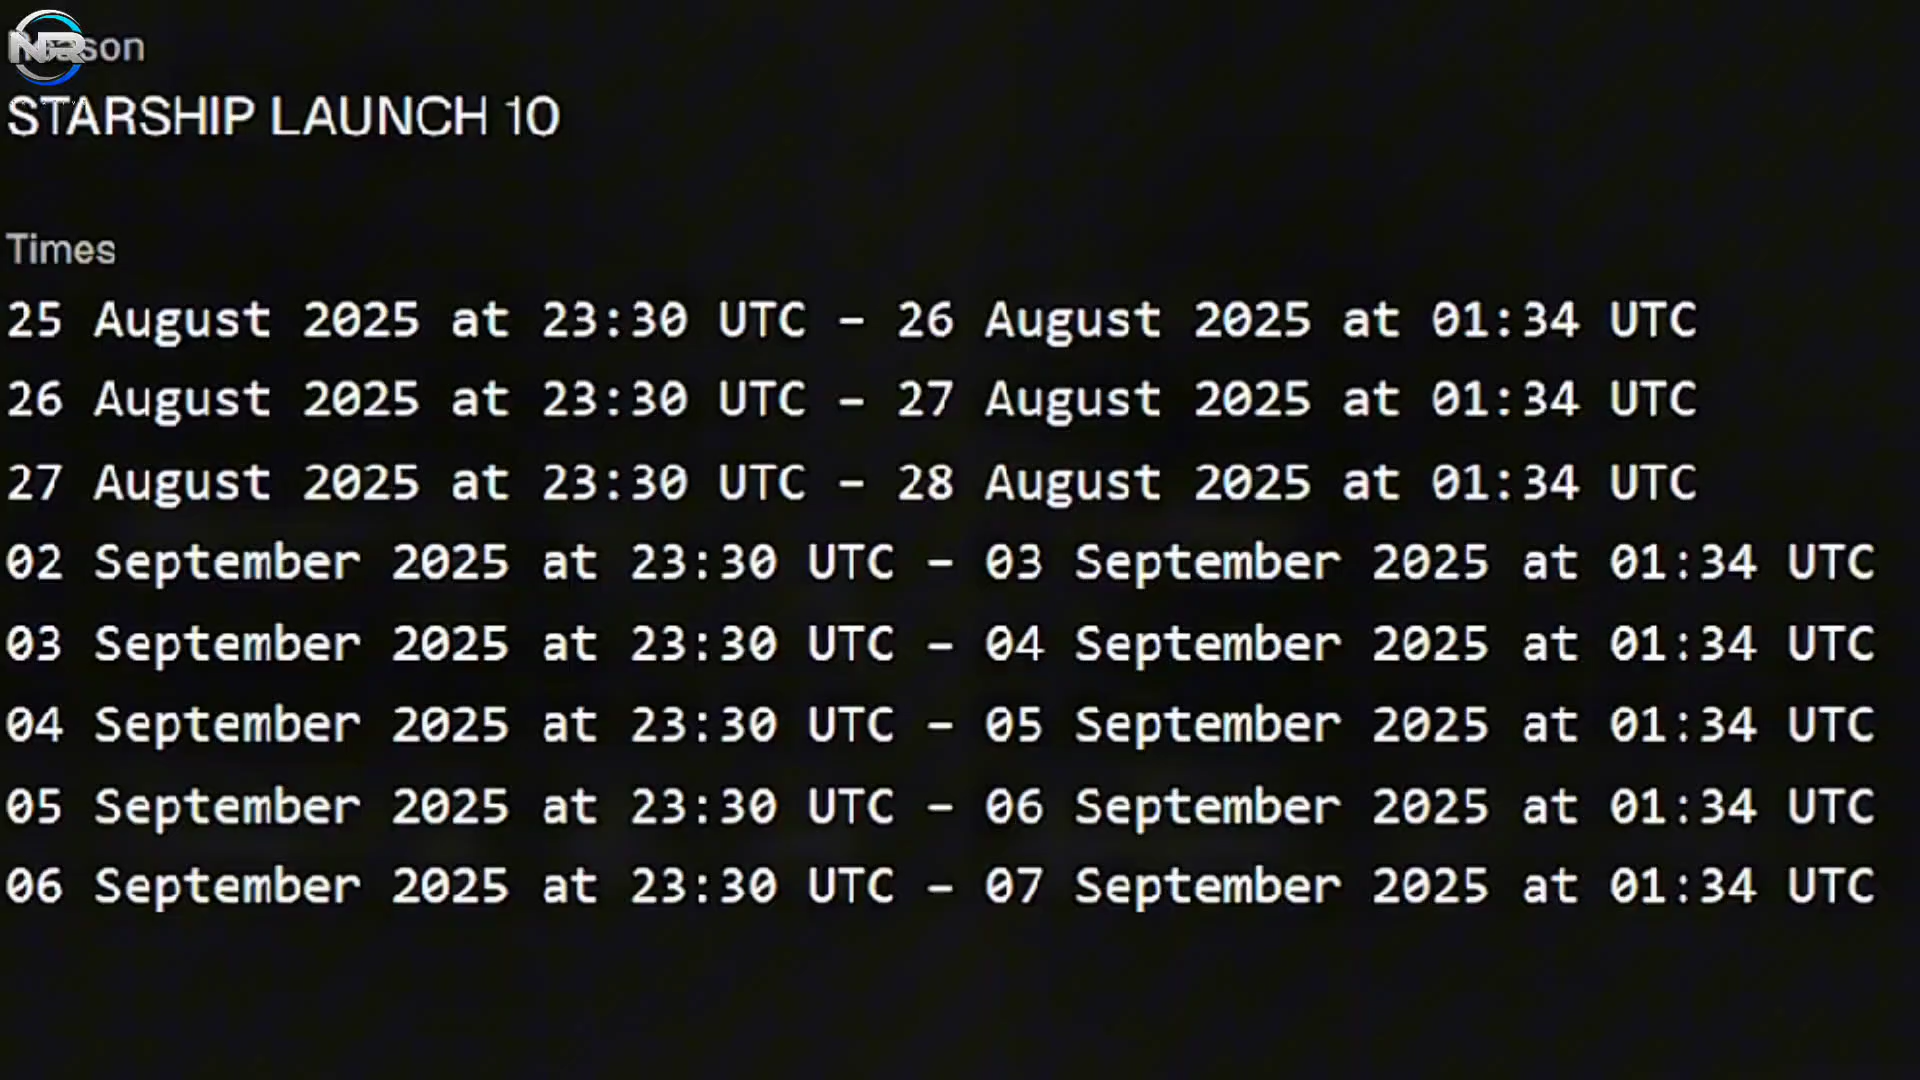 NR
Reason
STARSHIP LAUNCH 10
Times
25 August 2025 at 23:30 UTC – 26 August 2025 at 01:34 UTC
26 August 2025 at 23:30 UTC – 27 August 2025 at 01:34 UTC
27 August 2025 at 23:30 UTC – 28 August 2025 at 01:34 UTC
02 September 2025 at 23:30 UTC – 03 September 2025 at 01:34 UTC
03 September 2025 at 23:30 UTC – 04 September 2025 at 01:34 UTC
04 September 2025 at 23:30 UTC – 05 September 2025 at 01:34 UTC
05 September 2025 at 23:30 UTC – 06 September 2025 at 01:34 UTC
06 September 2025 at 23:30 UTC – 07 September 2025 at 01:34 UTC